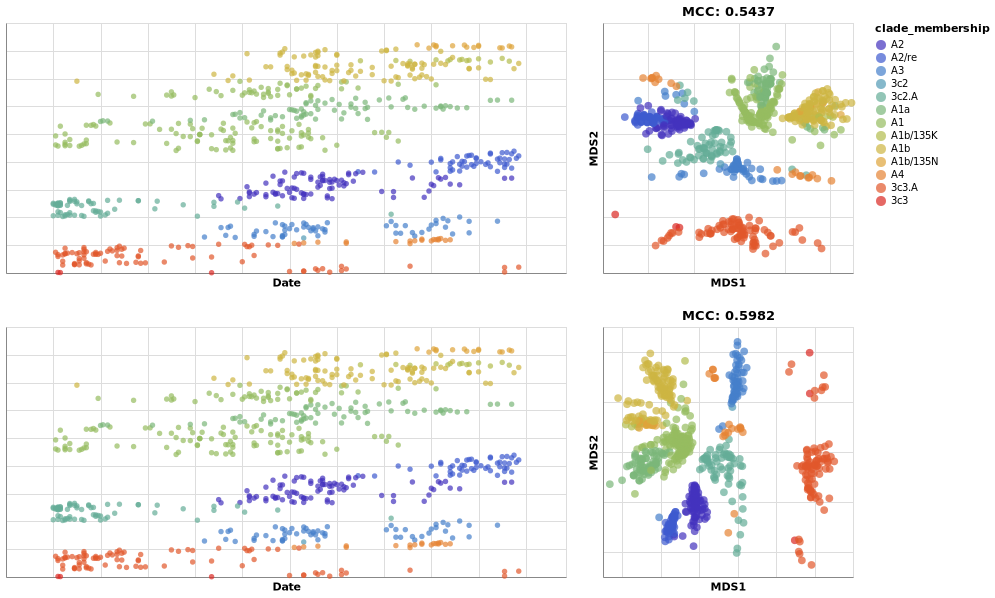 MCC: 0.5437
MDS2
Date
MDS1
clade_membership
A2
A2/re
A3
3c2
3c2.A
A1a
A1
A1b/135K
A1b
A1b/135N
A4
3c3.A
3c3
MCC: 0.5982
MDS2
Date
MDS1